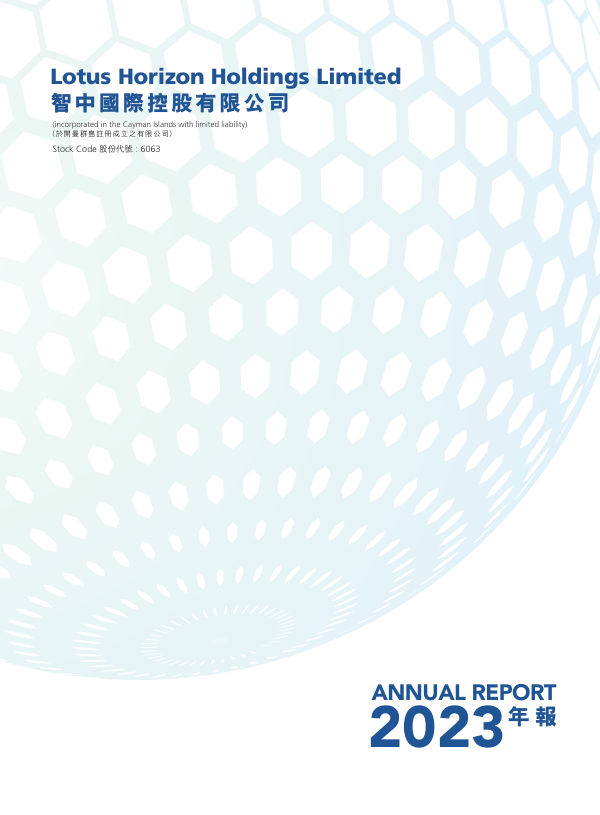 Lotus Horizon Holdings Limited
智中國際控股有限公司
(incorporated in the Cayman Islands with limited liability)
(於開曼群島註冊成立之有限公司)
Stock Code 股份代號 : 6063
ANNUAL REPORT
2023 年報